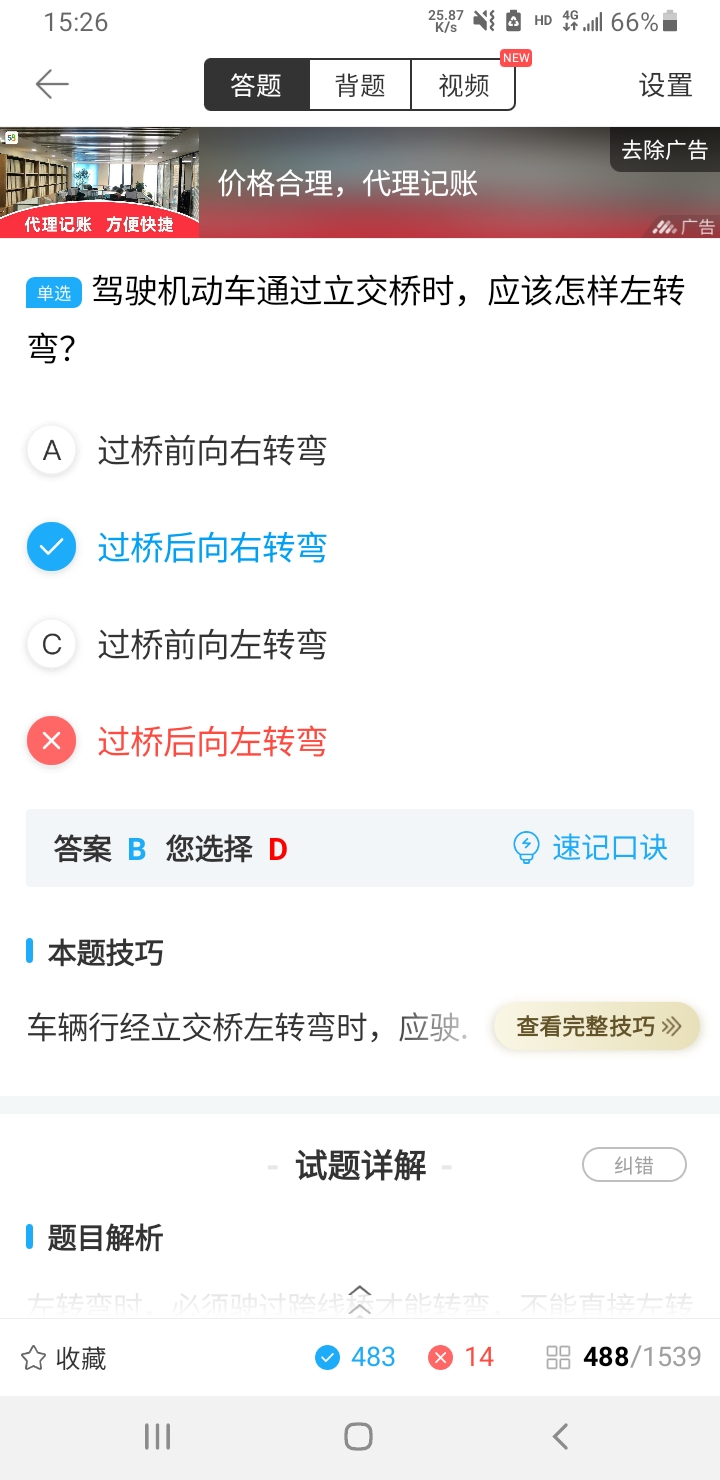 15:26
25.87 K/s HD 4G 66%
答题 背题 视频 NEW 设置
58
去除广告
价格合理，代理记账
代理记账 方便快捷
广告
单选 驾驶机动车通过立交桥时，应该怎样左转
弯？
A 过桥前向右转弯
过桥后向右转弯
C 过桥前向左转弯
过桥后向左转弯
答案 B 您选择 D 速记口诀
本题技巧
车辆行经立交桥左转弯时，应驶. 查看完整技巧
- 试题详解 - 纠错
题目解析
左转弯时，必须驶过跨线桥才能转弯，不能直接左转
收藏 483 14 488/1539